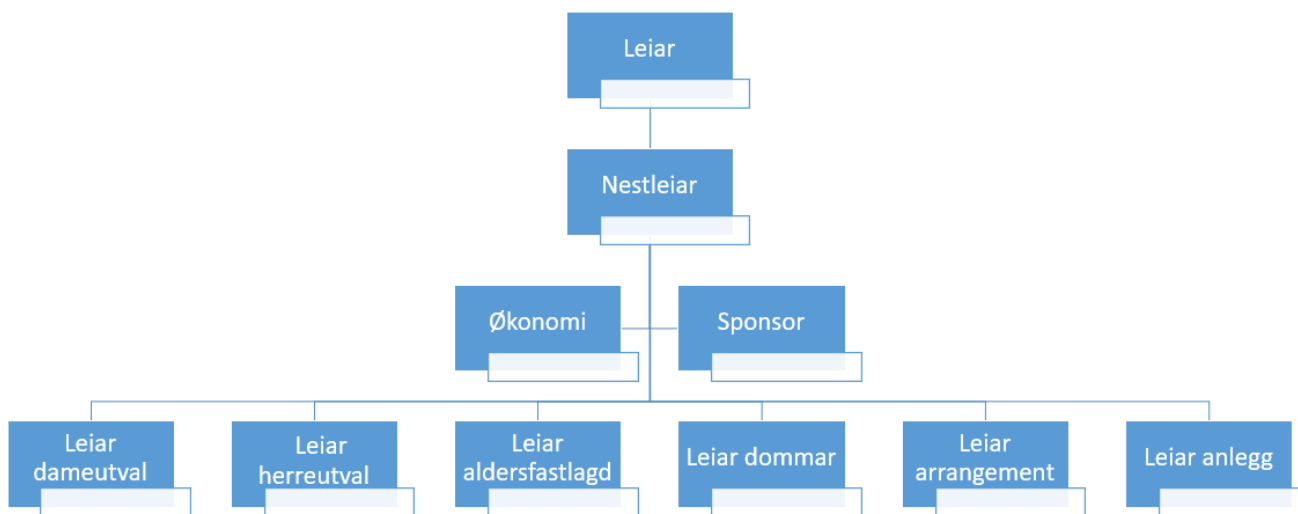 Leiar
Nestleiar
Økonomi
Sponsor
Leiar
dameutval
Leiar
herreutval
Leiar
aldersfastlagd
Leiar dommar
Leiar
arrangement
Leiar anlegg